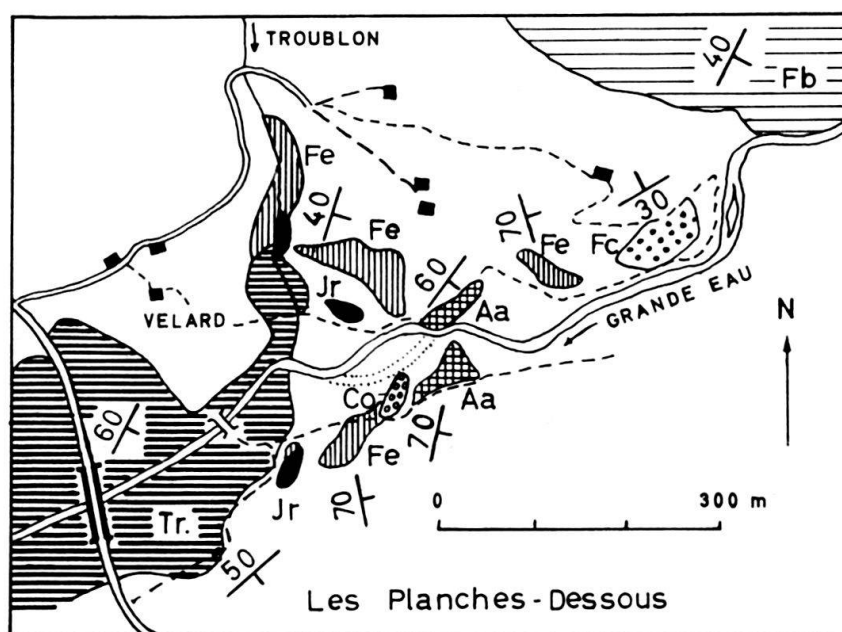 TROUBLON
40
Fb
Fe
40
Fe
70
Fe
30
Fc
Jr
60
Aa
VELARD
GRANDE EAU
N
Co
Aa
60
Fe
70
Tr.
Jr
70
0 300 m
50
Les Planches-Dessous